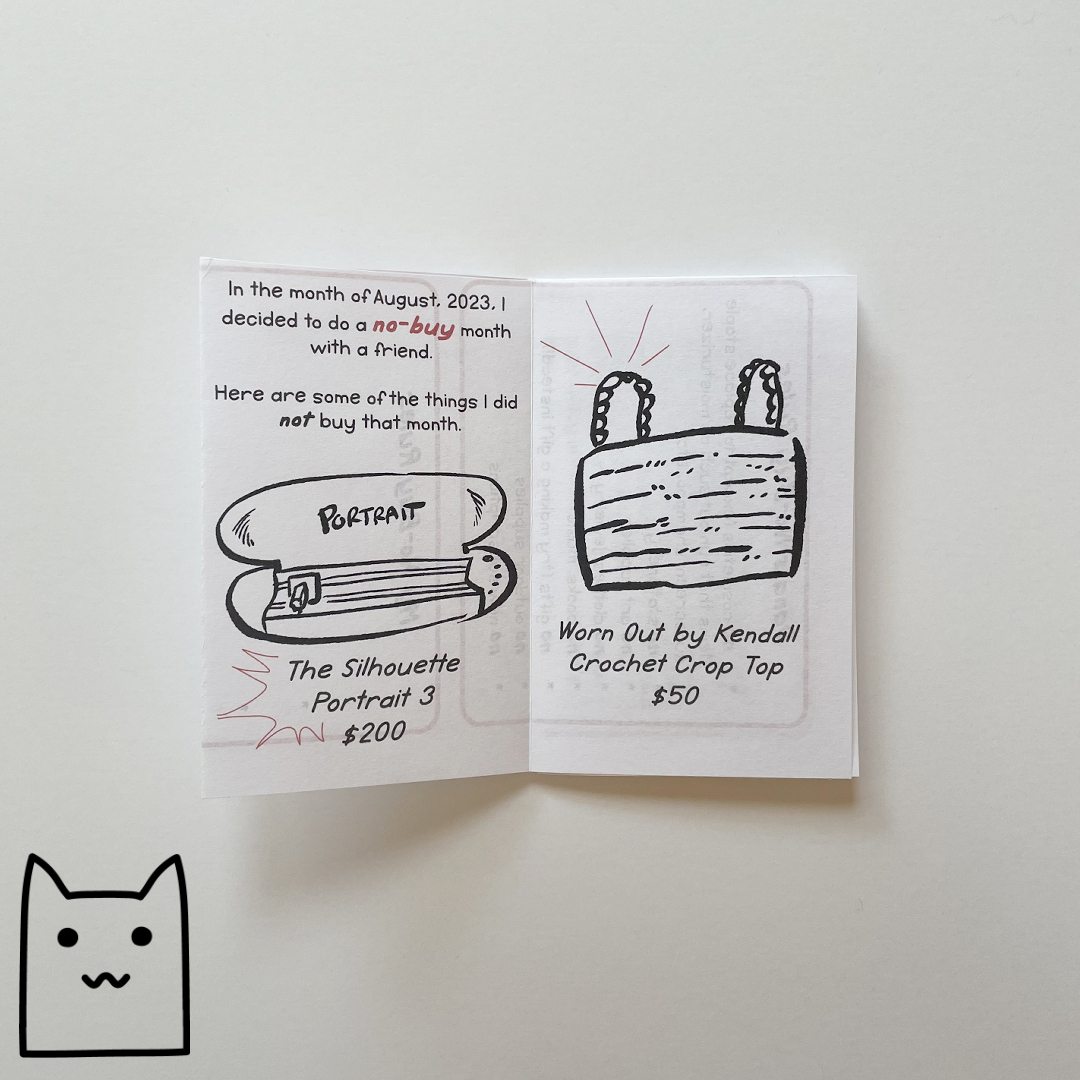 In the month of August, 2023, I
decided to do a no-buy month
with a friend.
Here are some of the things I did
not buy that month.
PORTRAIT
The Silhouette
Portrait 3
$200
Worn Out by Kendall
Crochet Crop Top
$50